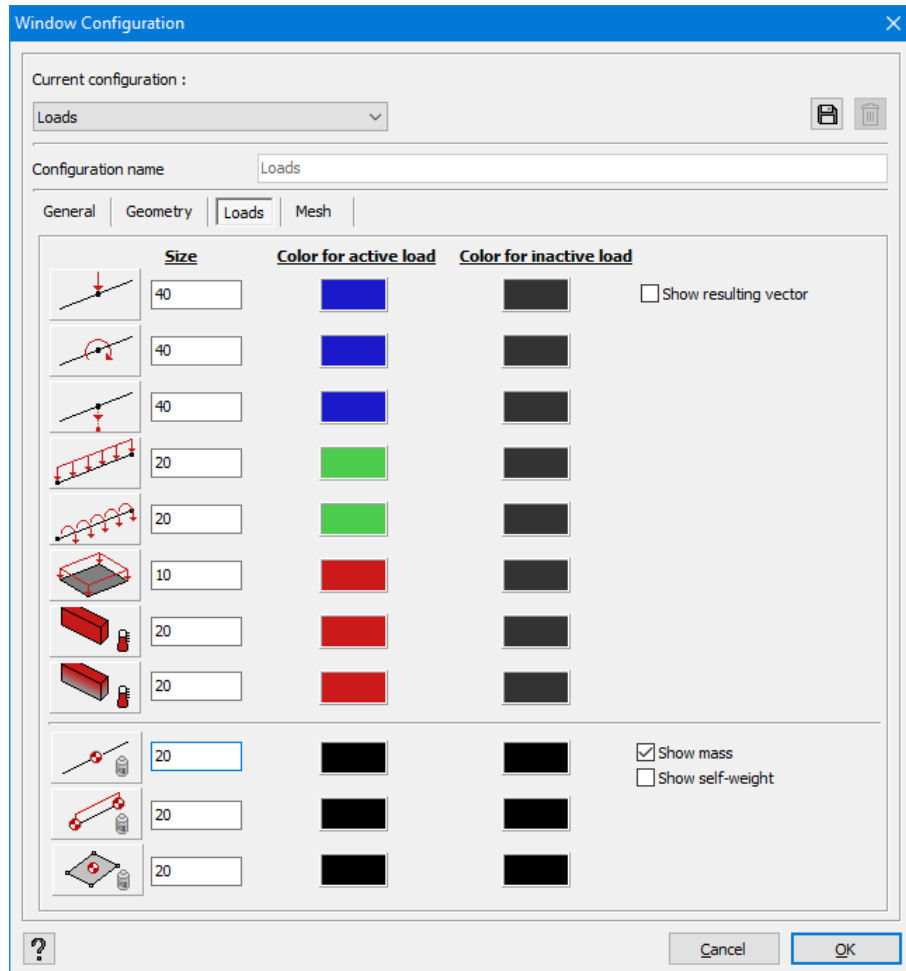 Window Configuration
Current configuration :
Loads
Configuration name Loads
General Geometry Loads Mesh
Size Color for active load Color for inactive load
40 Show resulting vector
40
40
20
20
10
20
20
20 Show mass
Show self-weight
20
20
? Cancel OK